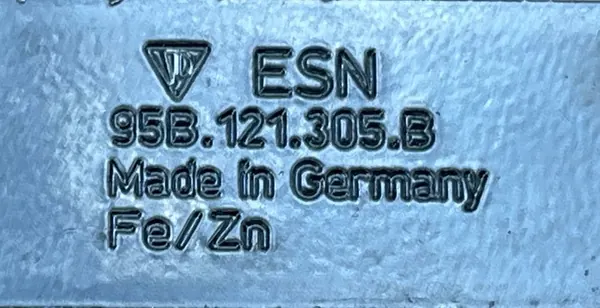 ESN
95B.121.305.B
Made in Germany
Fe/Zn